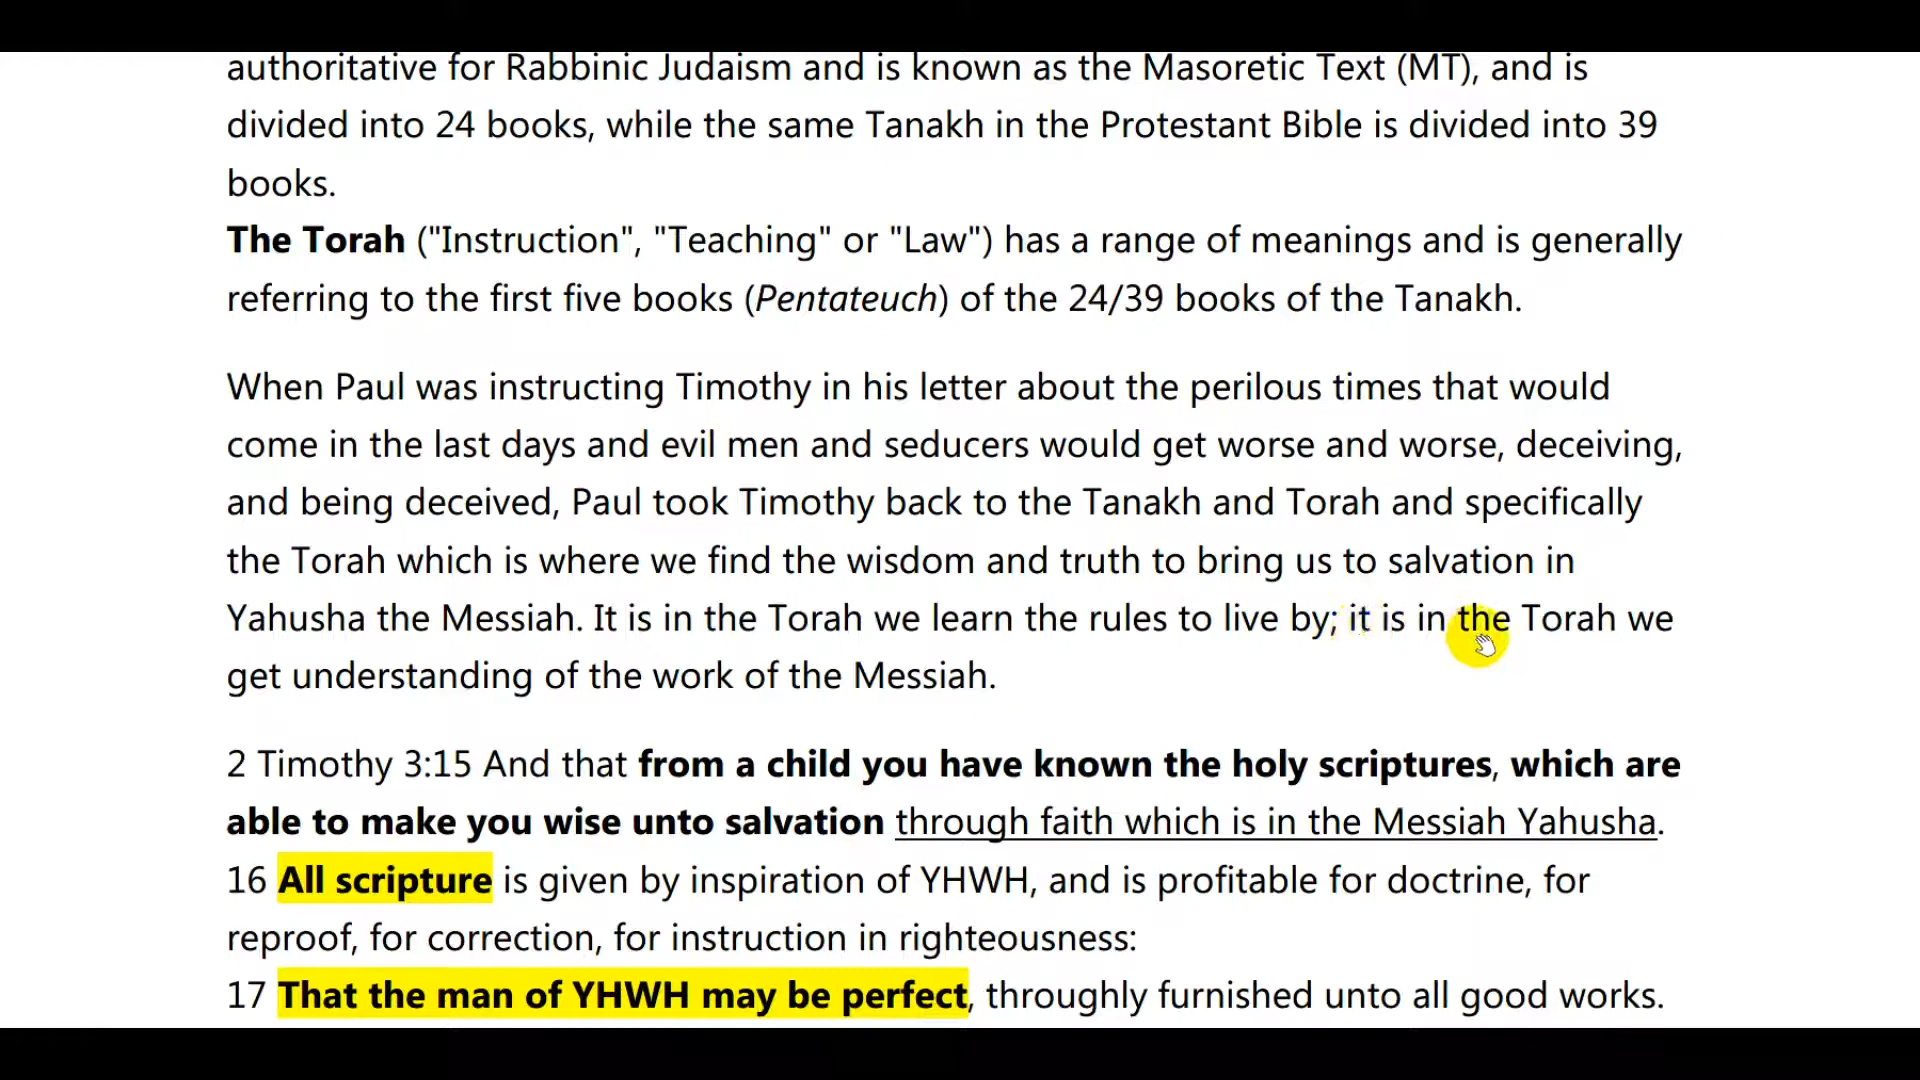 authoritative for Rabbinic Judaism and is known as the Masoretic Text (MT), and is
divided into 24 books, while the same Tanakh in the Protestant Bible is divided into 39
books.
The Torah ("Instruction", "Teaching" or "Law") has a range of meanings and is generally
referring to the first five books (Pentateuch) of the 24/39 books of the Tanakh.
When Paul was instructing Timothy in his letter about the perilous times that would
come in the last days and evil men and seducers would get worse and worse, deceiving,
and being deceived, Paul took Timothy back to the Tanakh and Torah and specifically
the Torah which is where we find the wisdom and truth to bring us to salvation in
Yahusha the Messiah. It is in the Torah we learn the rules to live by; it is in the Torah we
get understanding of the work of the Messiah.
2 Timothy 3:15 And that from a child you have known the holy scriptures, which are
able to make you wise unto salvation through faith which is in the Messiah Yahusha.
16 All scripture is given by inspiration of YHWH, and is profitable for doctrine, for
reproof, for correction, for instruction in righteousness:
17 That the man of YHWH may be perfect, throughly furnished unto all good works.